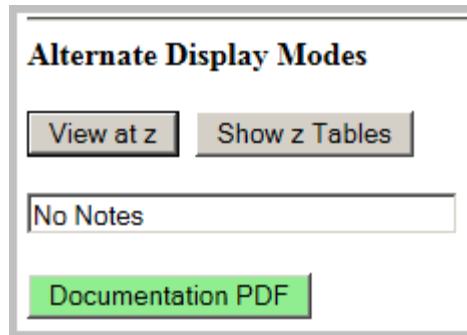 Alternate Display Modes
View at z Show z Tables
No Notes
Documentation PDF